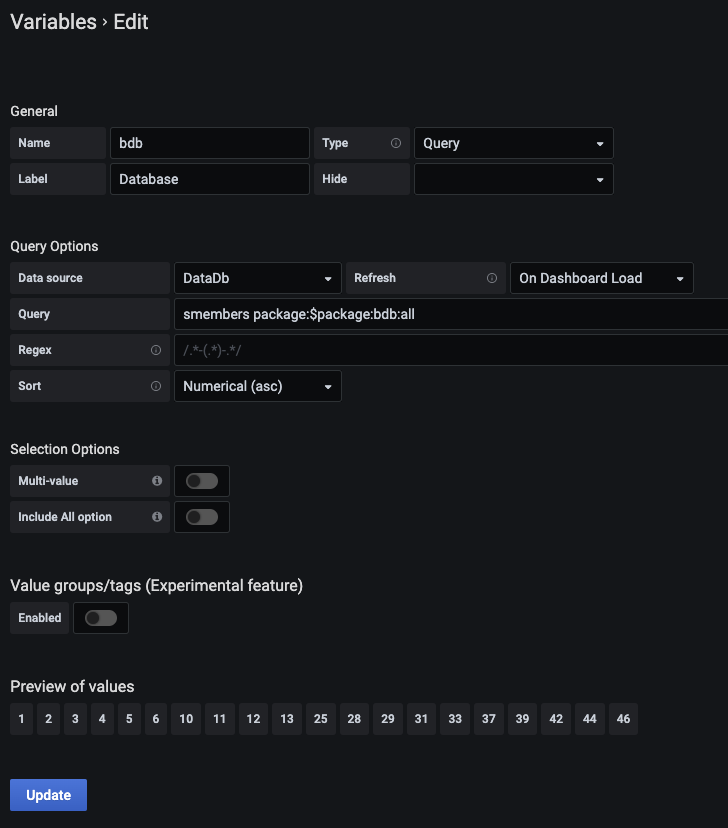 Variables › Edit
General
Name bdb Type Query
Label Database Hide
Query Options
Data source DataDb Refresh On Dashboard Load
Query smembers package:$package:bdb:all
Regex /.*-(.*)-.*/
Sort Numerical (asc)
Selection Options
Multi-value
Include All option
Value groups/tags (Experimental feature)
Enabled
Preview of values
1 2 3 4 5 6 10 11 12 13 25 28 29 31 33 37 39 42 44 46
Update